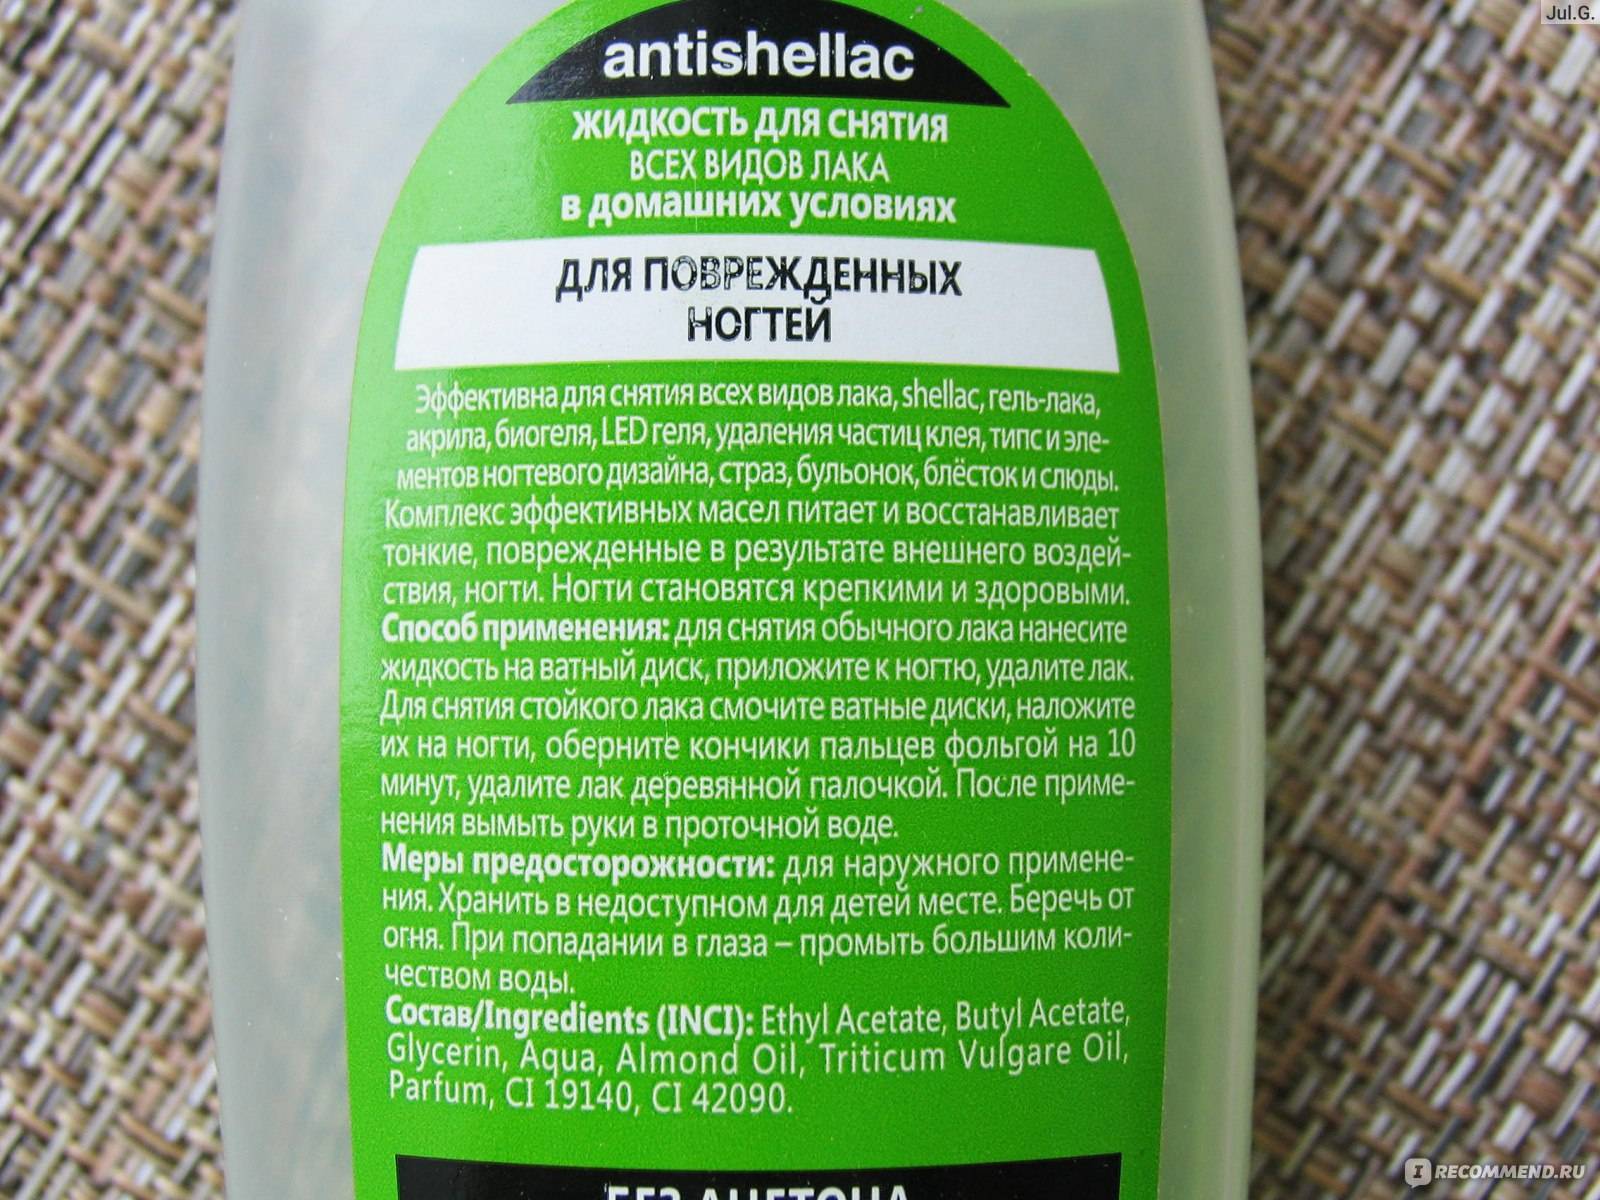 Jul.G.
antishellac
ЖИДКОСТЬ ДЛЯ СНЯТИЯ
ВСЕХ ВИДОВ ЛАКА
в домашних условиях
ДЛЯ ПОВРЕЖДЕННЫХ
НОГТЕЙ
Эффективна для снятия всех видов лака, shellac, гель-лака,
акрила, биогеля, LED геля, удаления частиц клея, типс и эле-
ментов ногтевого дизайна, страз, бульонок, блёсток и слюды.
Комплекс эффективных масел питает и восстанавливает
тонкие, поврежденные в результате внешнего воздей-
ствия, ногти. Ногти становятся крепкими и здоровыми.
Способ применения: для снятия обычного лака нанесите
жидкость на ватный диск, приложите к ногтю, удалите лак.
Для снятия стойкого лака смочите ватные диски, наложите
их на ногти, оберните кончики пальцев фольгой на 10
минут, удалите лак деревянной палочкой. После приме-
нения вымыть руки в проточной воде.
Меры предосторожности: для наружного примене-
ния. Хранить в недоступном для детей месте. Беречь от
огня. При попадании в глаза – промыть большим коли-
чеством воды.
Состав/Ingredients (INCI): Ethyl Acetate, Butyl Acetate,
Glycerin, Aqua, Almond Oil, Triticum Vulgare Oil,
Parfum, CI 19140, CI 42090.
БЕЗ АЦЕТОНА
IRECOMMEND.RU